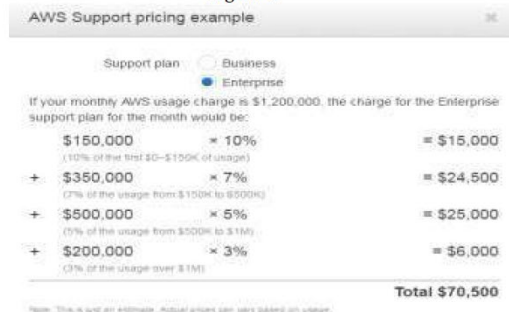 AWS Support pricing example ×
Support plan Business
Enterprise
If your monthly AWS usage charge is $1,200,000, the charge for the Enterprise
support plan for the month would be:
$150,000 × 10% = $15,000
(10% of the first $0–$150K of usage)
+ $350,000 × 7% = $24,500
(7% of the usage from $150K to $500K)
+ $500,000 × 5% = $25,000
(5% of the usage from $500K to $1M)
+ $200,000 × 3% = $6,000
(3% of the usage over $1M)
Total $70,500
Note: This is just an estimate. Actual prices can vary based on usage.